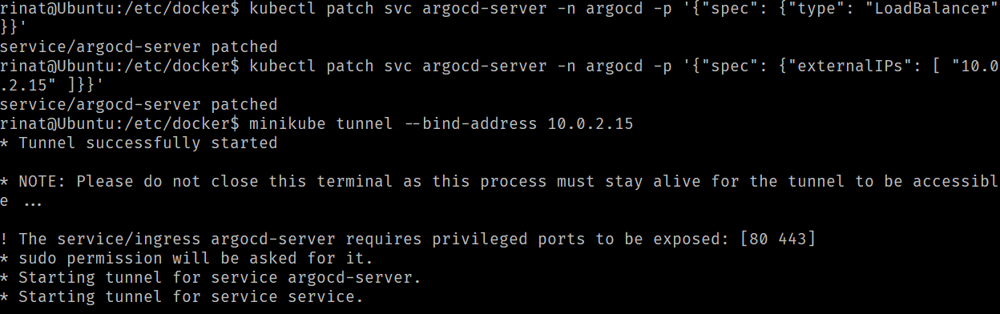 rinat@Ubuntu:/etc/docker$ kubectl patch svc argocd-server -n argocd -p '{"spec": {"type": "LoadBalancer"
}}'
service/argocd-server patched
rinat@Ubuntu:/etc/docker$ kubectl patch svc argocd-server -n argocd -p '{"spec": {"externalIPs": [ "10.0
.2.15" ]}}'
service/argocd-server patched
rinat@Ubuntu:/etc/docker$ minikube tunnel --bind-address 10.0.2.15
* Tunnel successfully started
* NOTE: Please do not close this terminal as this process must stay alive for the tunnel to be accessibl
e ...
! The service/ingress argocd-server requires privileged ports to be exposed: [80 443]
* sudo permission will be asked for it.
* Starting tunnel for service argocd-server.
* Starting tunnel for service service.